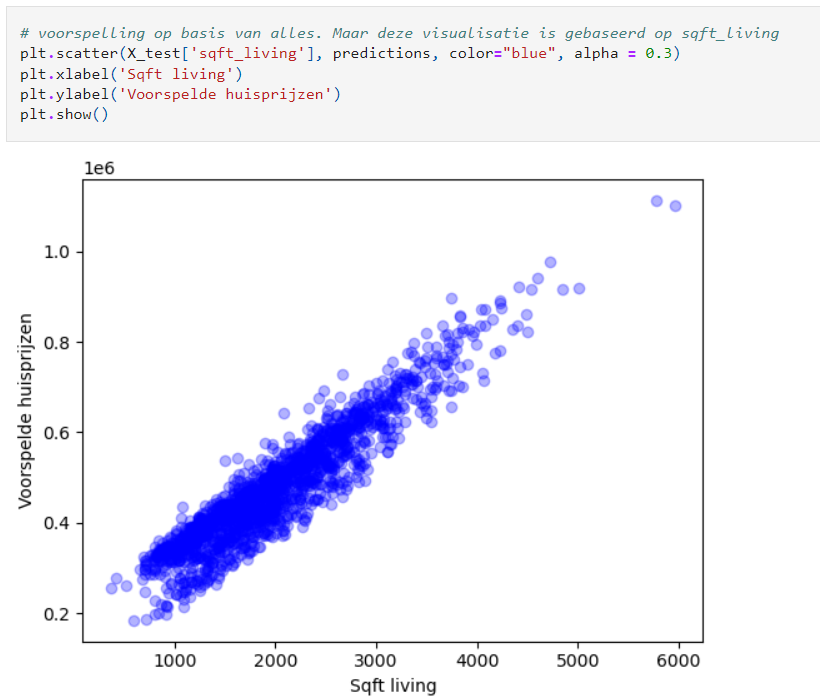 # voorspelling op basis van alles. Maar deze visualisatie is gebaseerd op sqft_living
plt.scatter(X_test['sqft_living'], predictions, color="blue", alpha = 0.3)
plt.xlabel('Sqft living')
plt.ylabel('Voorspelde huisprijzen')
plt.show()
1e6
1.0
0.8
0.6
0.4
0.2
Voorspelde huisprijzen
1000 2000 3000 4000 5000 6000
Sqft living